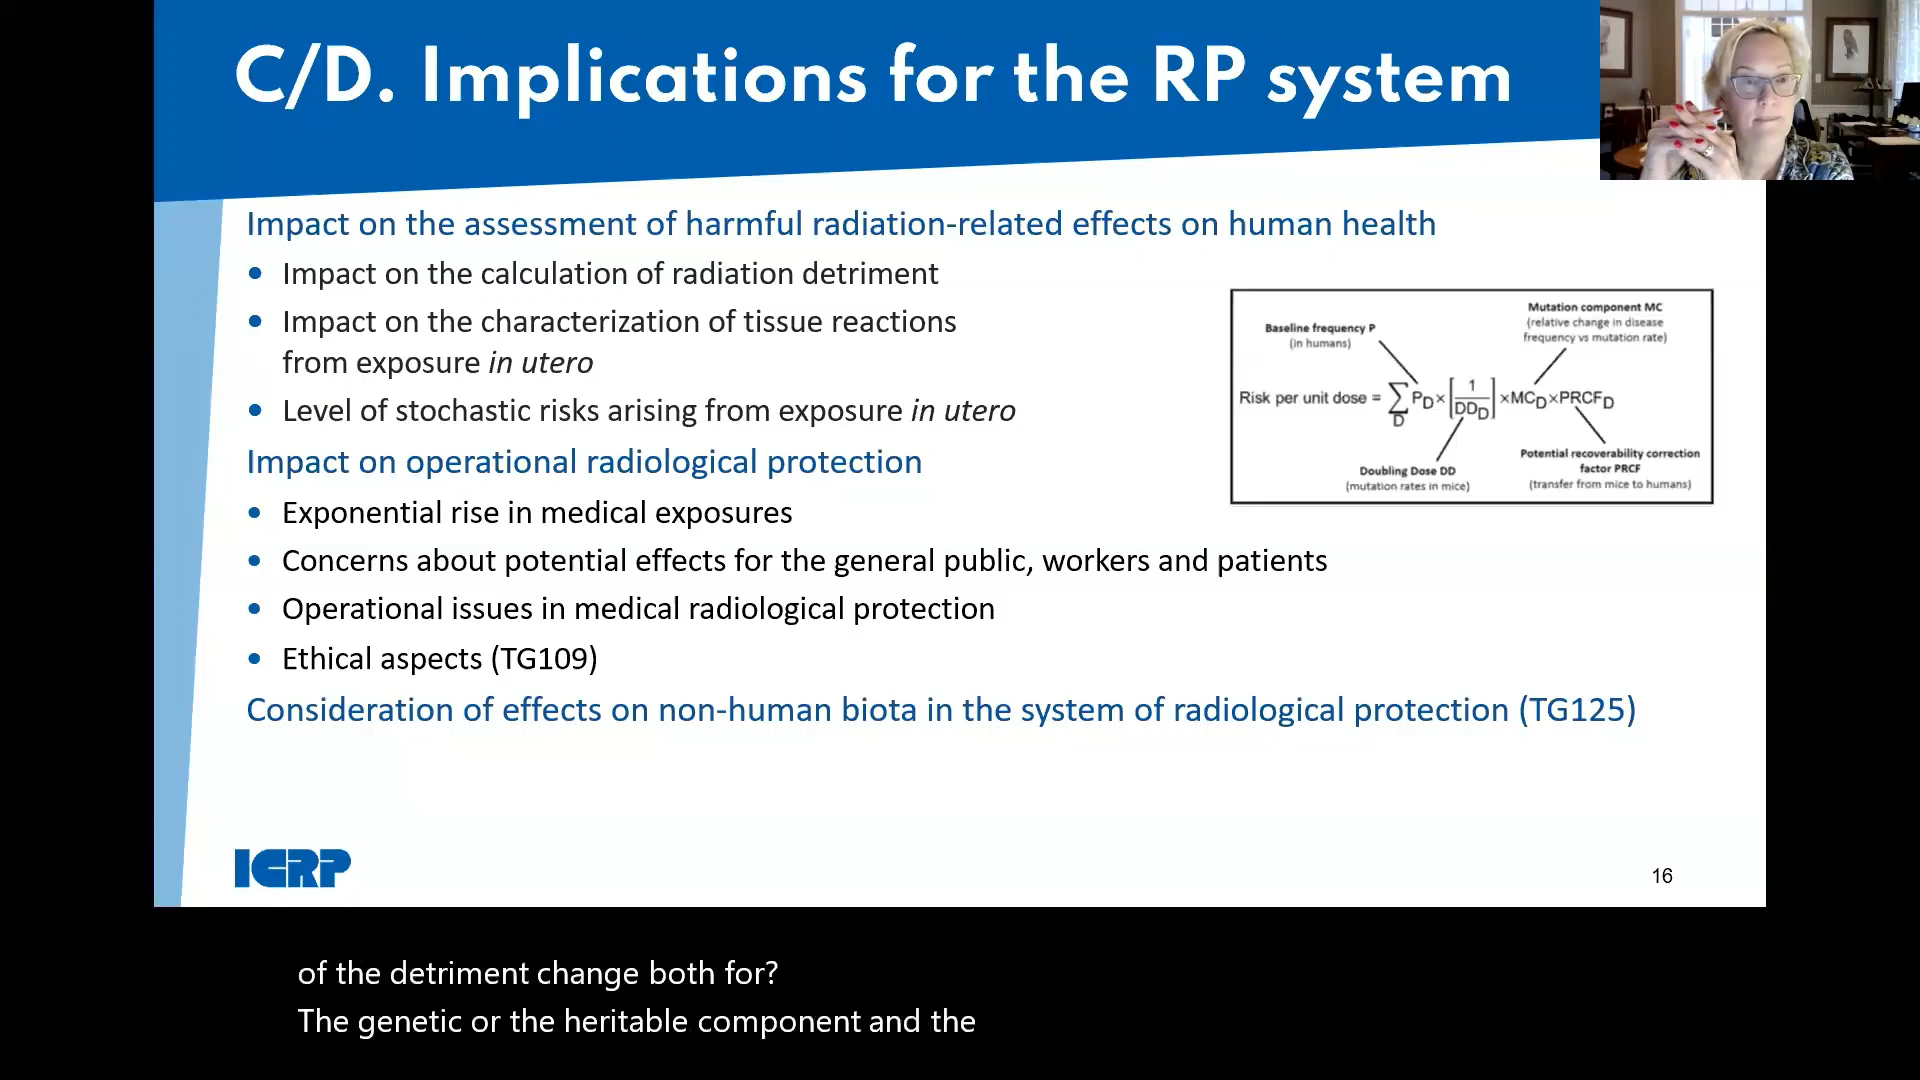 C/D. Implications for the RP system
Impact on the assessment of harmful radiation-related effects on human health
• Impact on the calculation of radiation detriment
• Impact on the characterization of tissue reactions
from exposure in utero
• Level of stochastic risks arising from exposure in utero
Impact on operational radiological protection
• Exponential rise in medical exposures
• Concerns about potential effects for the general public, workers and patients
• Operational issues in medical radiological protection
• Ethical aspects (TG109)
Consideration of effects on non-human biota in the system of radiological protection (TG125)
Mutation component MC
(relative change in disease
frequency vs mutation rate)
Baseline frequency P
(in humans)
Risk per unit dose = ∑D PD×[1/DDD]×MCD×PRCFD
Potential recoverability correction
factor PRCF
(transfer from mice to humans)
Doubling Dose DD
(mutation rates in mice)
ICRP
16
of the detriment change both for?
The genetic or the heritable component and the